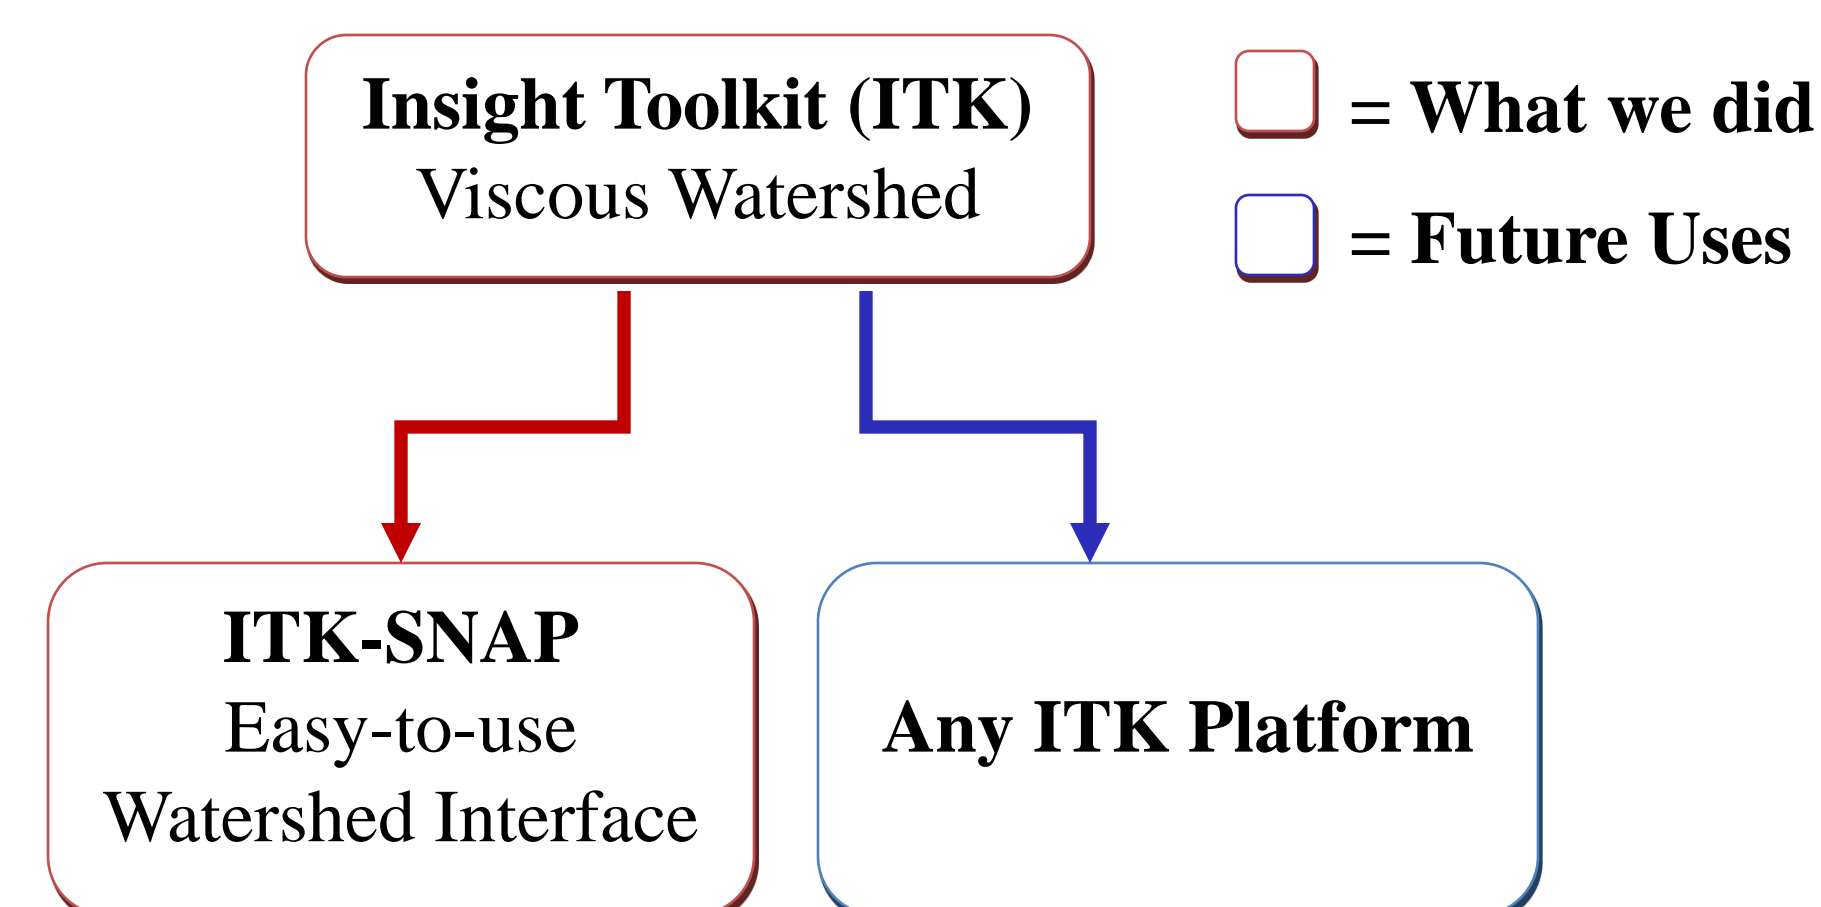 Insight Toolkit (ITK)
Viscous Watershed
= What we did
= Future Uses
ITK-SNAP
Easy-to-use
Watershed Interface
Any ITK Platform